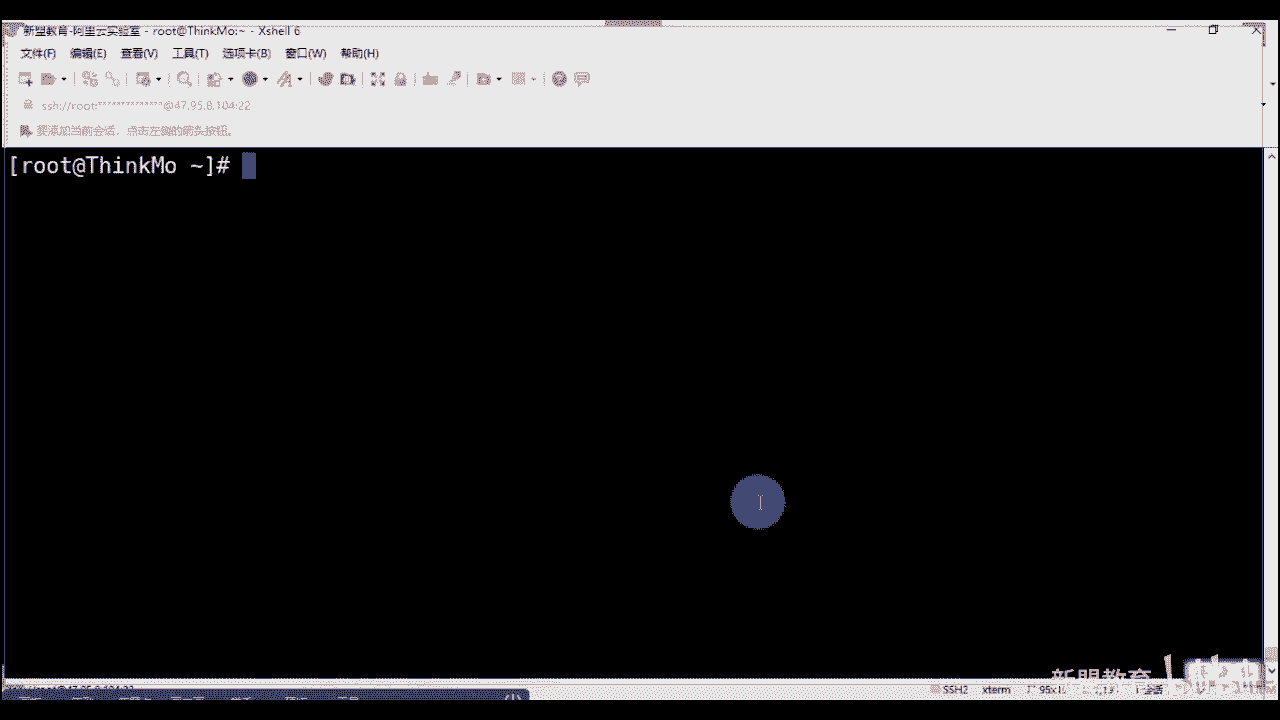 新盟教育-阿里云实验室 - root@ThinkMo:~ - Xshell 6
文件(F) 编辑(E) 查看(V) 工具(T) 选项卡(B) 窗口(W) 帮助(H)
ssh://root:*************@47.95.8.104:22
要添加当前会话，点击左侧的箭头按钮。
[root@ThinkMo ~]#
新盟教育
SSH2 xterm